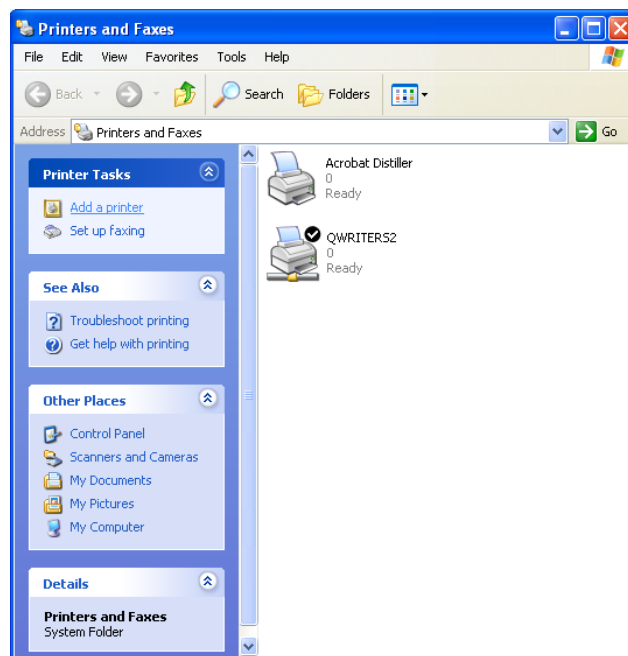 Printers and Faxes
File Edit View Favorites Tools Help
Back Search Folders
Address Printers and Faxes Go
Printer Tasks
Add a printer
Set up faxing
See Also
Troubleshoot printing
Get help with printing
Other Places
Control Panel
Scanners and Cameras
My Documents
My Pictures
My Computer
Details
Printers and Faxes
System Folder
Acrobat Distiller
0
Ready
QWRITERS2
0
Ready